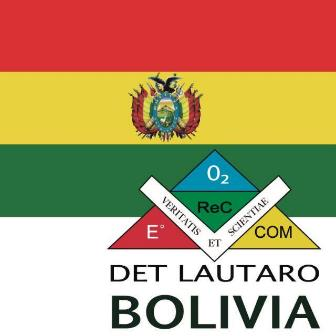 O₂
ReC
VERITATIS
ET
SCIENTIAE
E°
COM
DET LAUTARO
BOLIVIA